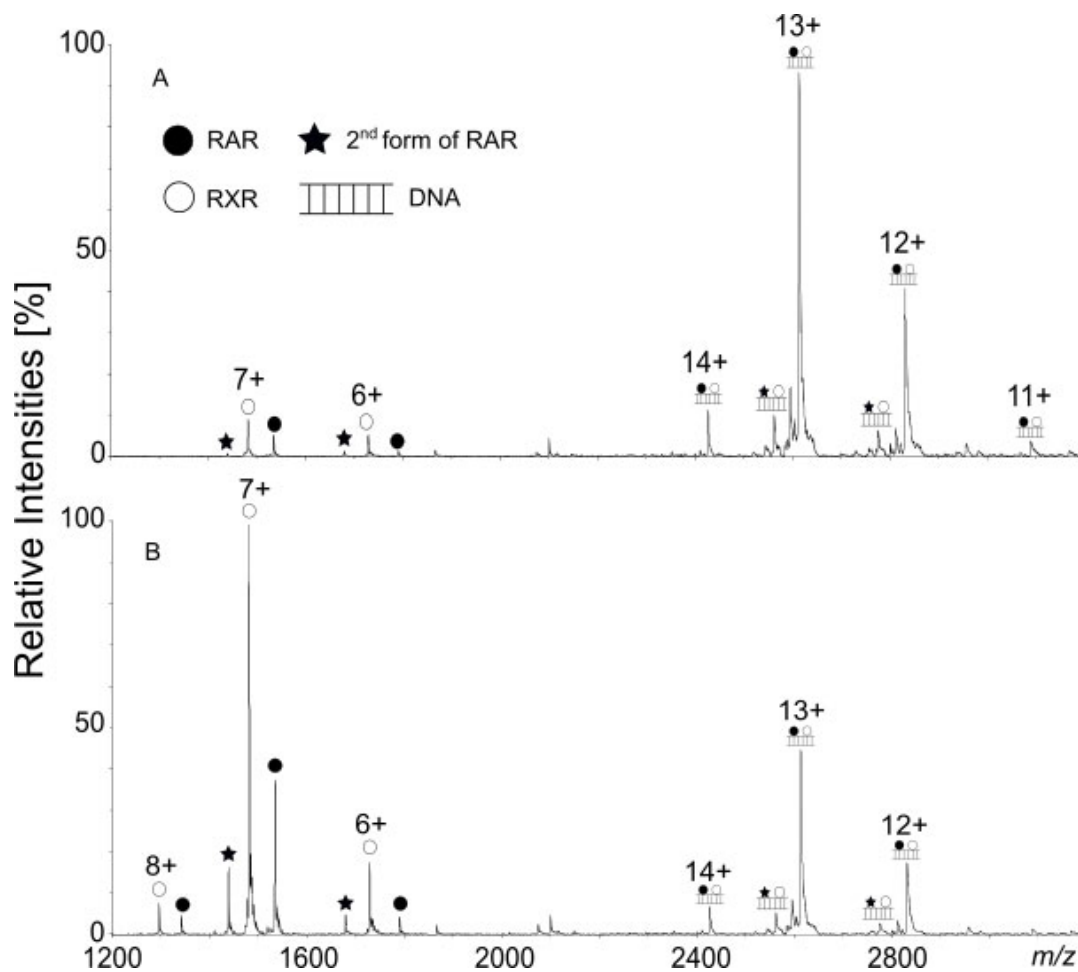 100
13+
A
RAR
2nd form of RAR
RXR
DNA
12+
50
14+
7+
6+
11+
0
7+
100
B
50
13+
6+
12+
8+
14+
0
1200 1600 2000 2400 2800 m/z
Relative Intensities [%]